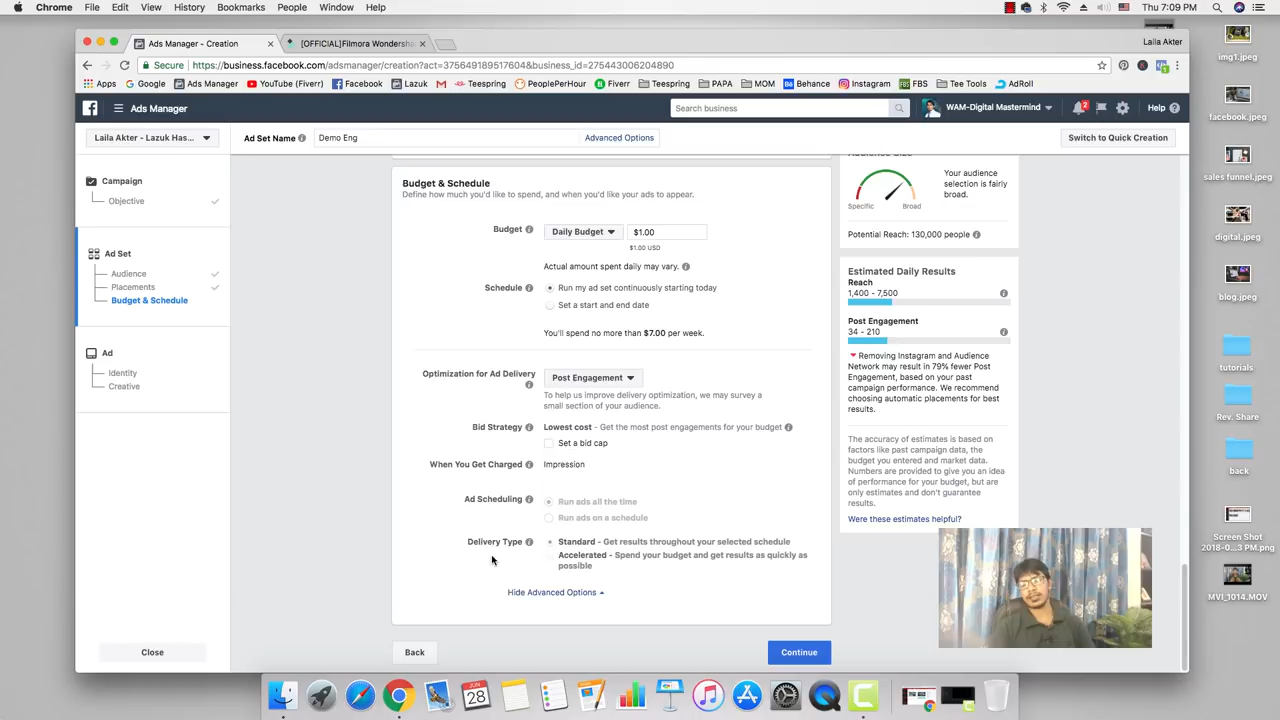 Chrome File Edit View History Bookmarks People Window Help
Thu 7:09 PM
Ads Manager - Creation
[OFFICIAL]Filmora Wondersha
Laila Akter
Secure https://business.facebook.com/adsmanager/creation?act=375649189517604&business_id=275443006204890
Apps Google Ads Manager YouTube (Fiverr) Facebook Lazuk Teespring PeoplePerHour Fiverr Teespring PAPA MOM Behance Instagram FBS Tee Tools AdRoll
Ads Manager
Search business
WAM-Digital Mastermind
2
Help
Laila Akter - Lazuk Has...
Ad Set Name
Demo Eng
Advanced Options
Switch to Quick Creation
Campaign
Objective
Ad Set
Audience
Placements
Budget & Schedule
Ad
Identity
Creative
Close
Budget & Schedule
Define how much you'd like to spend, and when you'd like your ads to appear.
Budget
Daily Budget
$1.00
$1.00 USD
Actual amount spent daily may vary.
Schedule
Run my ad set continuously starting today
Set a start and end date
You'll spend no more than $7.00 per week.
Optimization for Ad Delivery
Post Engagement
To help us improve delivery optimization, we may survey a
small section of your audience.
Bid Strategy
Lowest cost - Get the most post engagements for your budget
Set a bid cap
When You Get Charged
Impression
Ad Scheduling
Run ads all the time
Run ads on a schedule
Delivery Type
Standard - Get results throughout your selected schedule
Accelerated - Spend your budget and get results as quickly as
possible
Hide Advanced Options
Back
Continue
Audience Size
Specific
Broad
Your audience
selection is fairly
broad.
Potential Reach: 130,000 people
Estimated Daily Results
Reach
1,400 - 7,500
Post Engagement
34 - 210
Removing Instagram and Audience
Network may result in 79% fewer Post
Engagement, based on your past
campaign performance. We recommend
choosing automatic placements for best
results.
The accuracy of estimates is based on
factors like past campaign data, the
budget you entered and market data.
Numbers are provided to give you an idea
of performance for your budget, but are
only estimates and don't guarantee
results.
Were these estimates helpful?
img1.jpeg
facebook.jpeg
sales funnel.jpeg
digital.jpeg
blog.jpeg
tutorials
Rev. Share
back
Screen Shot
2018-0...3 PM.png
MVI_1014.MOV
JUN
28